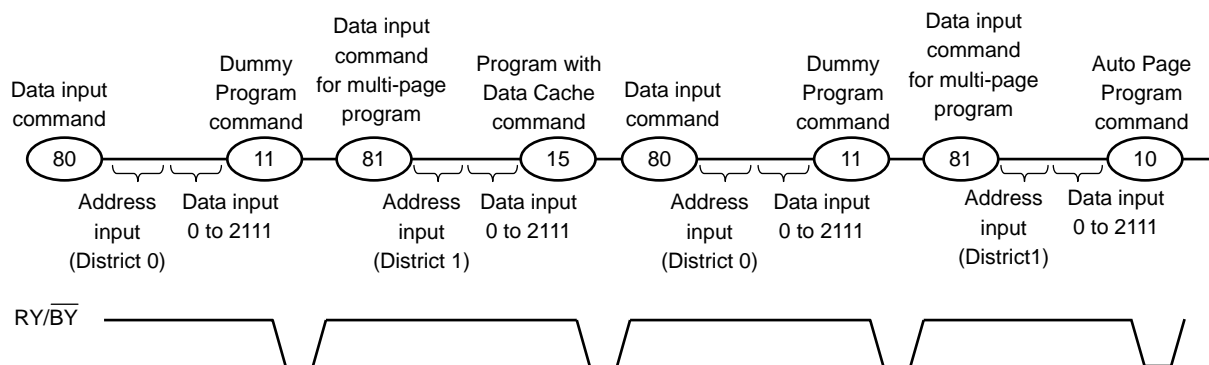 Data input
command
80
Address
input
(District 0)
Data input
0 to 2111
Dummy
Program
command
11
Data input
command
for multi-page
program
81
Address
input
(District 1)
Data input
0 to 2111
Program with
Data Cache
command
15
Data input
command
80
Address
input
(District 0)
Data input
0 to 2111
Dummy
Program
command
11
Data input
command
for multi-page
program
81
Address
input
(District1)
Data input
0 to 2111
Auto Page
Program
command
10
RY/BY